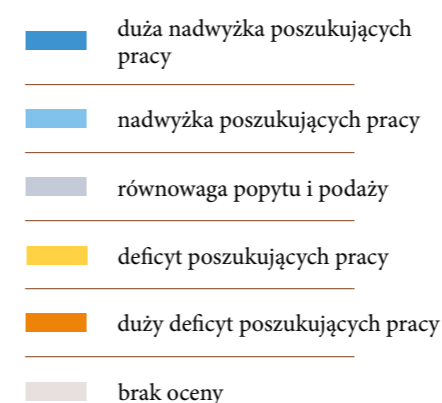 duża nadwyżka poszukujących
pracy
nadwyżka poszukujących pracy
równowaga popytu i podaży
deficyt poszukujących pracy
duży deficyt poszukujących pracy
brak oceny